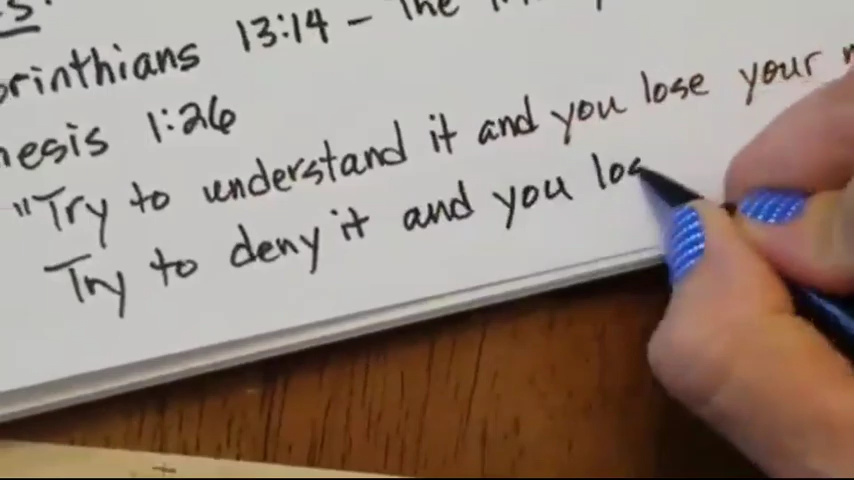 s.
orinthians 13:14 - The
nesis 1:26
"Try to understand it and you lose your
Try to deny it and you los